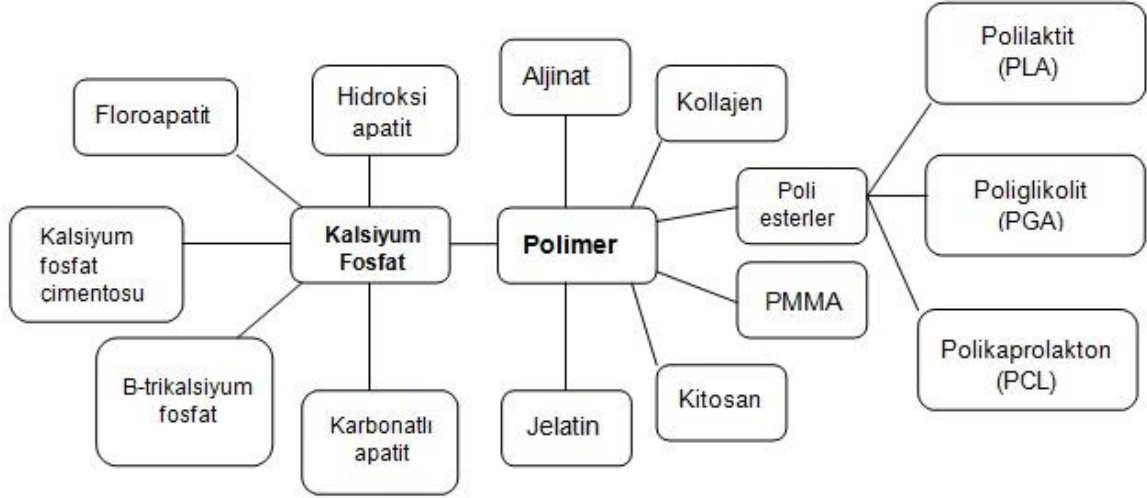 Floroapatit
Hidroksi
apatit
Aljinat
Kollajen
Polilaktit
(PLA)
Kalsiyum
fosfat
çimentosu
Kalsiyum
Fosfat
Polimer
Poli
esterler
Poliglikolit
(PGA)
PMMA
B-trikalsiyum
fosfat
Karbonatlı
apatit
Jelatin
Kitosan
Polikaprolakton
(PCL)